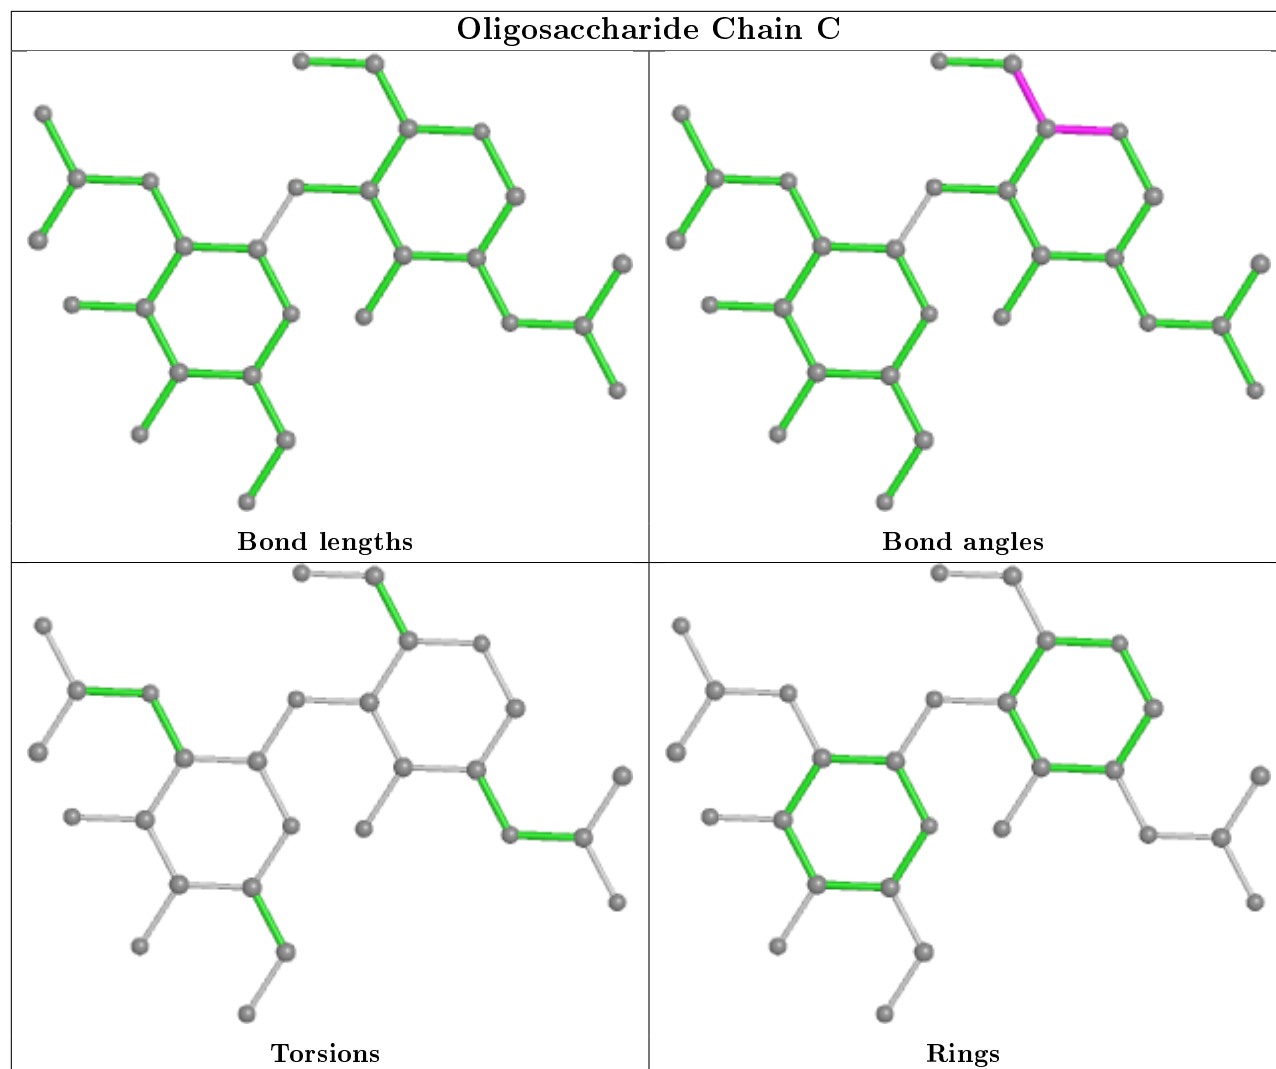 Oligosaccharide Chain C
Bond lengths
Bond angles
Torsions
Rings